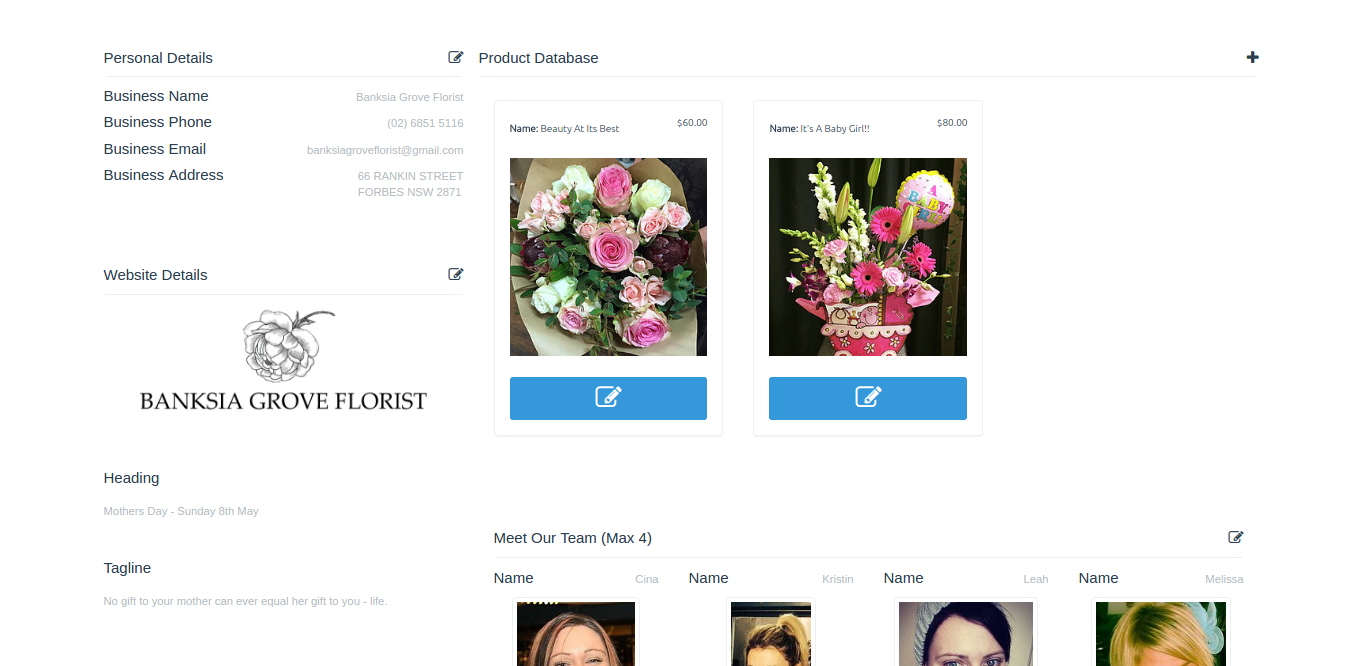 Personal Details
Business Name Banksia Grove Florist
Business Phone (02) 6851 5116
Business Email banksiagroveflorist@gmail.com
Business Address 66 RANKIN STREET
FORBES NSW 2871
Website Details
BANKSIA GROVE FLORIST
Heading
Mothers Day - Sunday 8th May
Tagline
No gift to your mother can ever equal her gift to you - life.
Product Database
Name: Beauty At Its Best $60.00
Name: It's A Baby Girl!! $80.00
A
BABY
Meet Our Team (Max 4)
Name Cina Name Kristin Name Leah Name Melissa